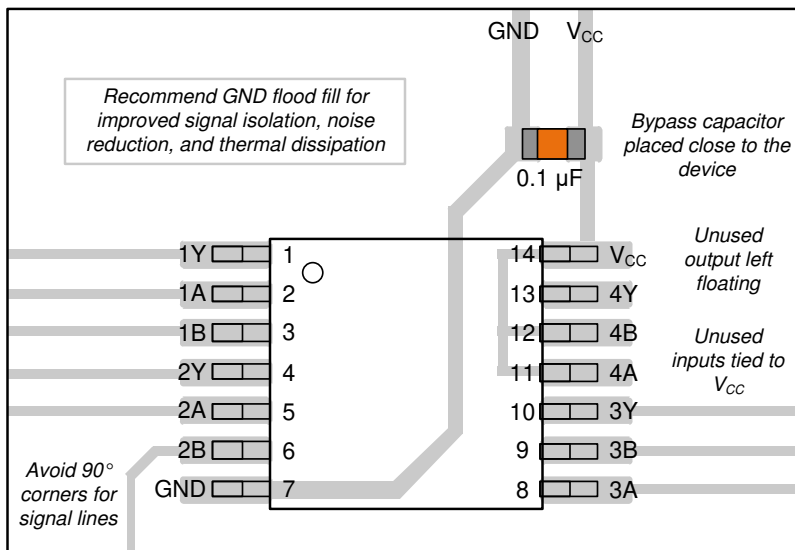 GND V_CC
Recommend GND flood fill for
improved signal isolation, noise
reduction, and thermal dissipation
Bypass capacitor
placed close to the
device
0.1 µF
1Y 1 14 V_CC
1A 2 13 4Y
1B 3 12 4B
2Y 4 11 4A
2A 5 10 3Y
2B 6 9 3B
GND 7 8 3A
Unused
output left
floating
Unused
inputs tied to
V_CC
Avoid 90°
corners for
signal lines